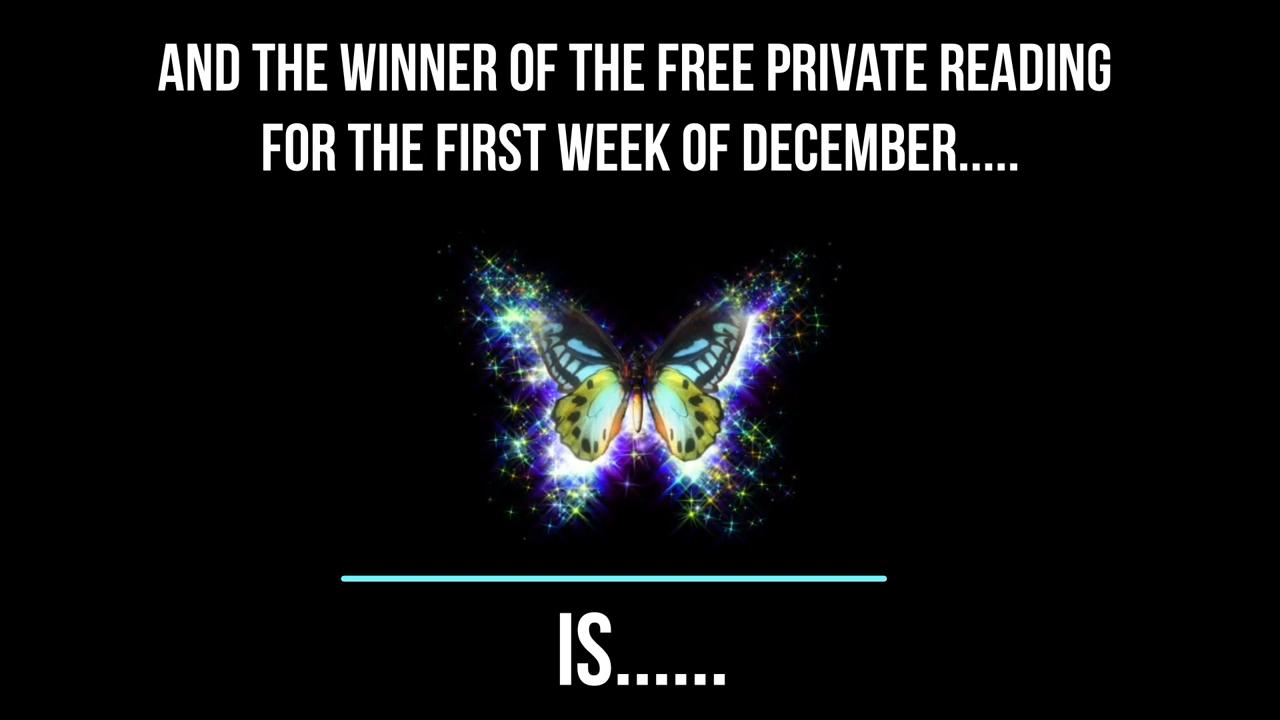 AND THE WINNER OF THE FREE PRIVATE READING
FOR THE FIRST WEEK OF DECEMBER.....
IS......